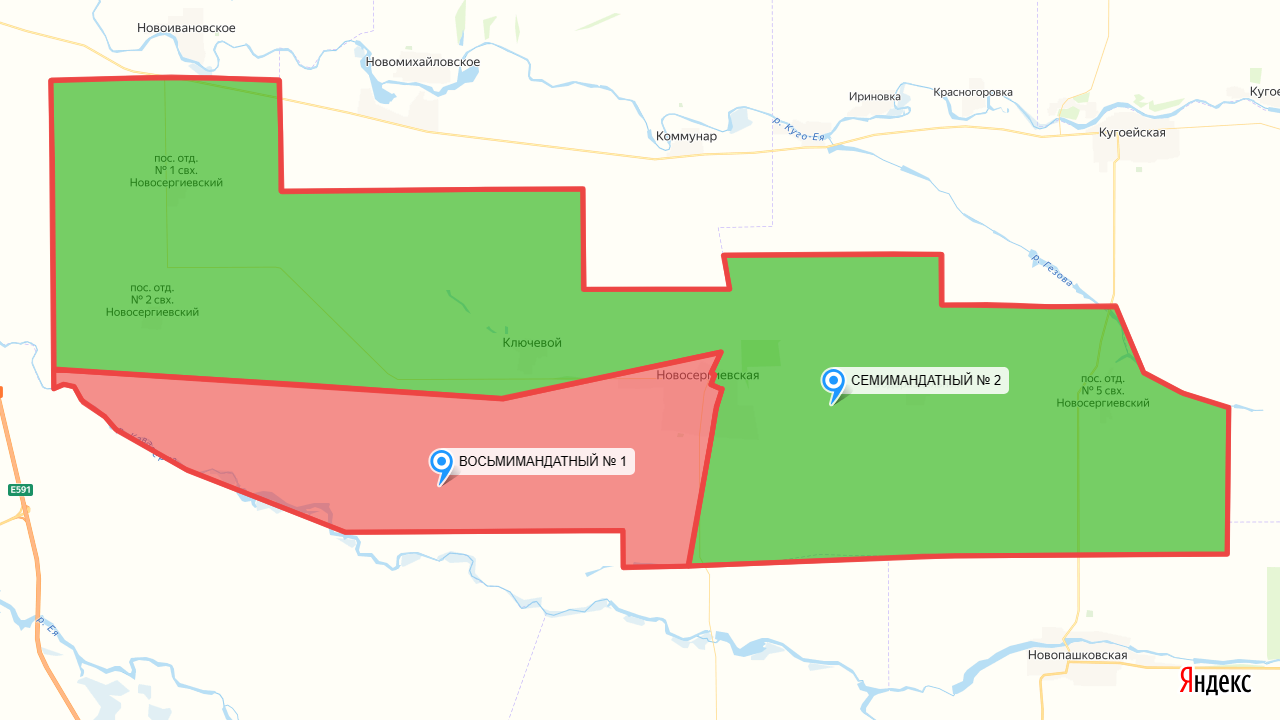 Новоивановское
Новомихайловское
Ириновка
Красногоровка
Кугое
р. Куго-Ея
Коммунар
Кугоейская
пос. отд.
№ 1 свх.
Новосергиевский
р. Гезова
пос. отд.
№ 2 свх.
Новосергиевский
Ключевой
Новосергиевская
СЕМИМАНДАТНЫЙ № 2
пос. отд.
№ 5 свх.
Новосергиевский
ВОСЬМИМАНДАТНЫЙ № 1
E591
р. Ея
Новопашковская
Яндекс